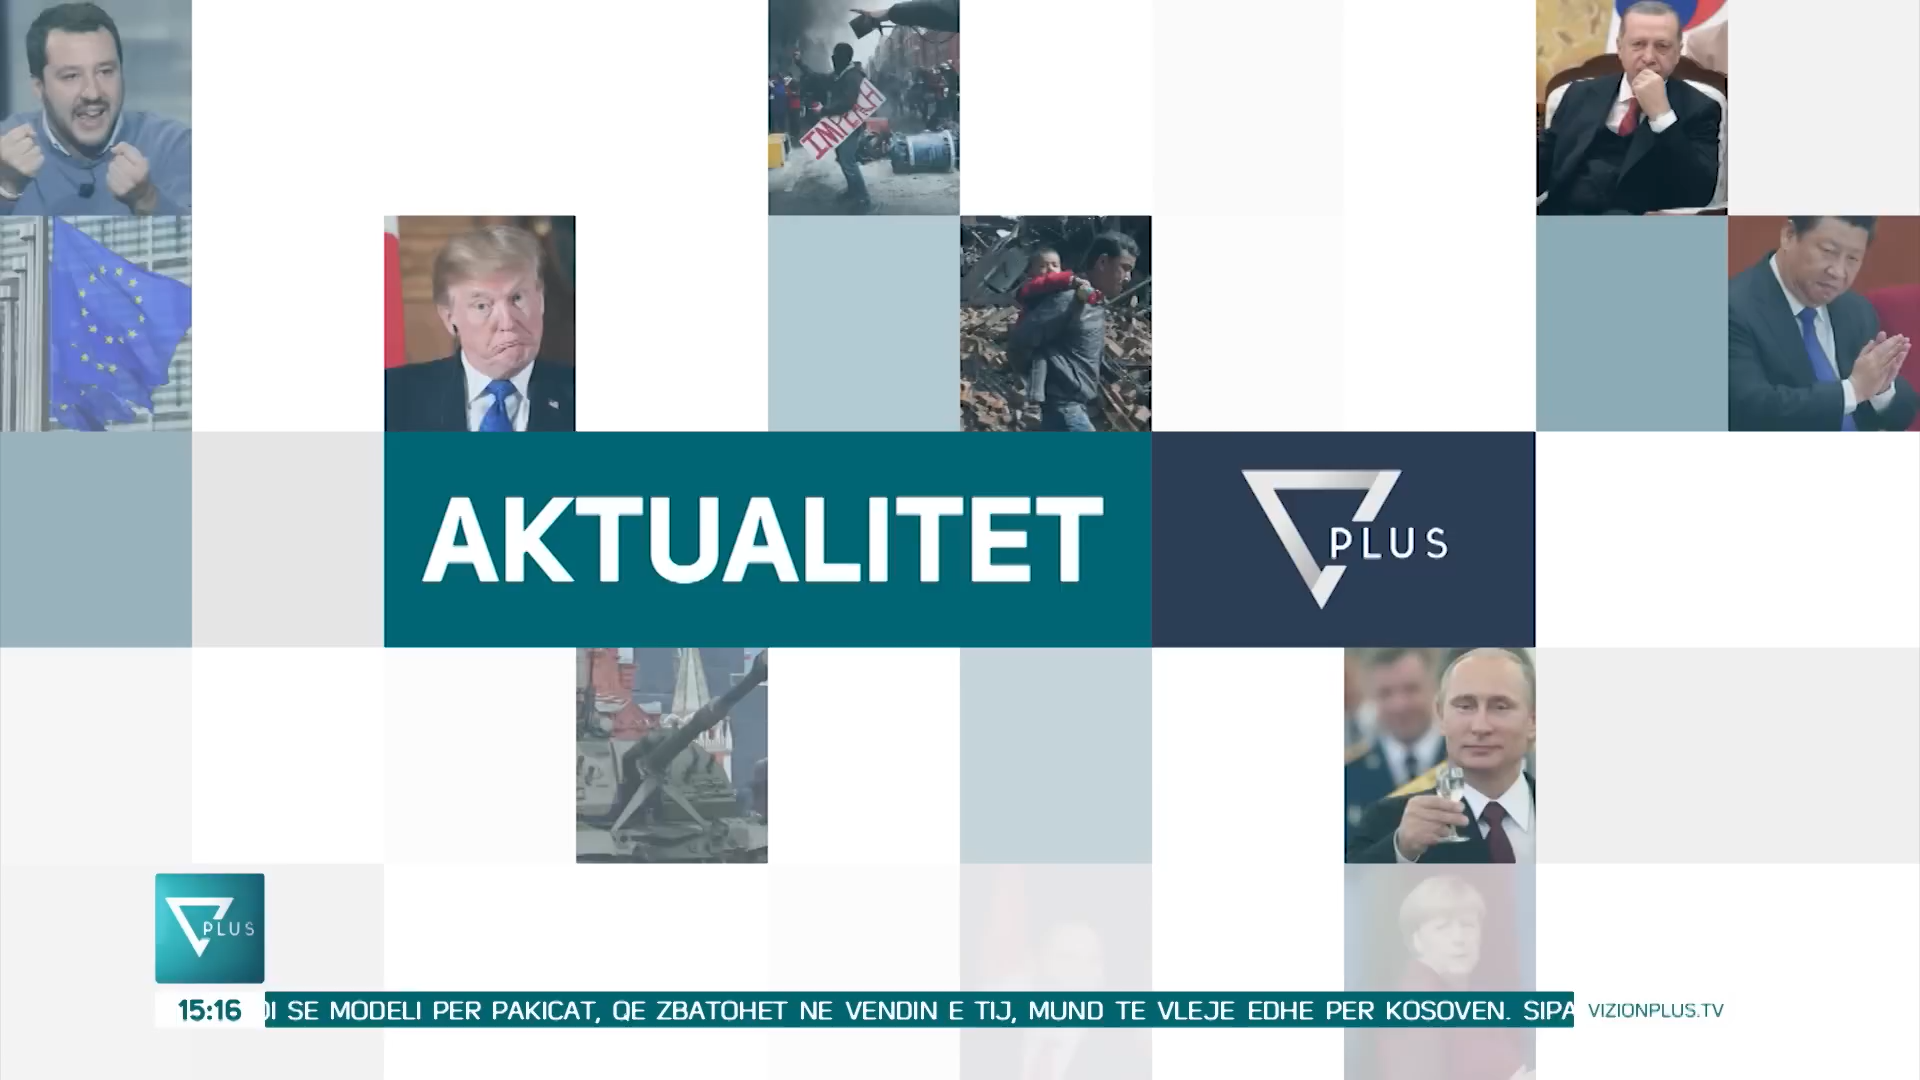 IMPEACH
AKTUALITET
PLUS
PLUS
15:16
SE MODELI PER PAKICAT, QE ZBATOHET NE VENDIN E TIJ, MUND TE VLEJE EDHE PER KOSOVEN.
VIZIONPLUS.TV